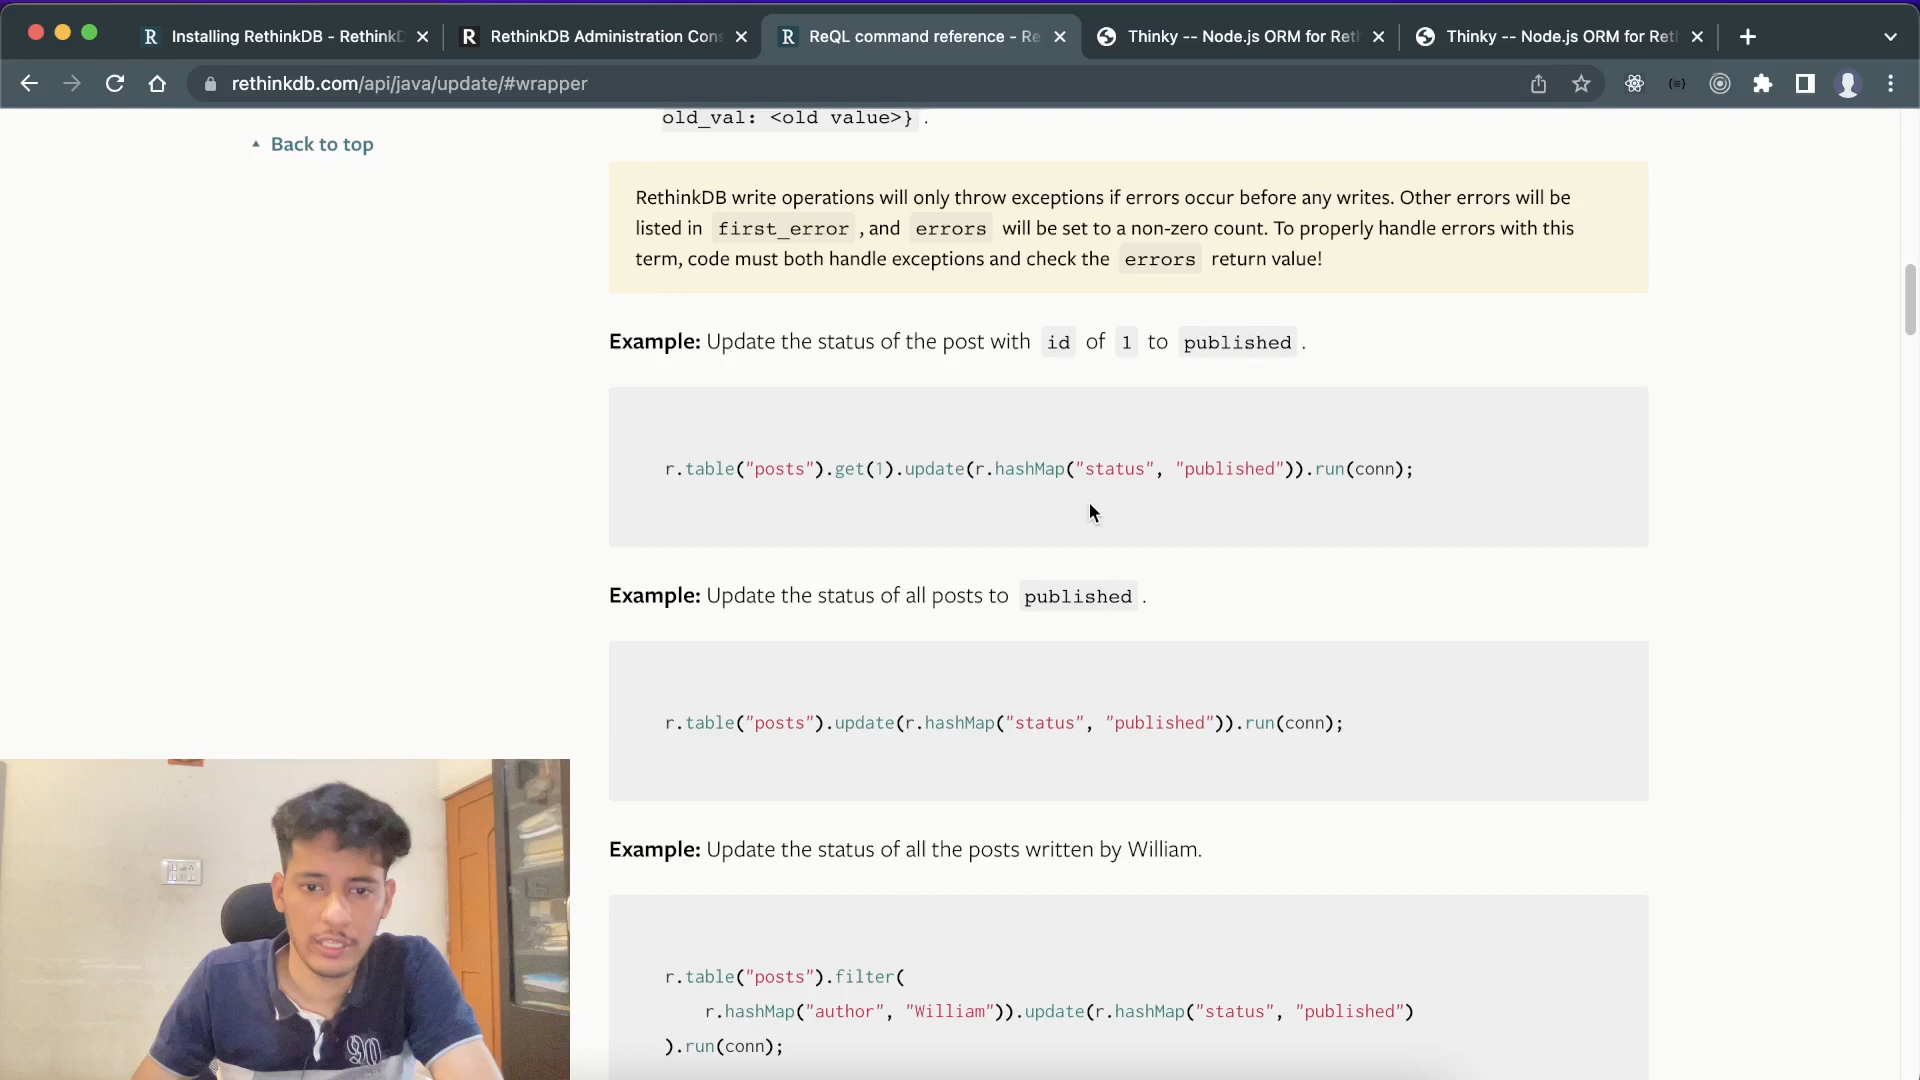 Installing RethinkDB - RethinkD
RethinkDB Administration Cons
ReQL command reference - Re
Thinky -- Node.js ORM for Reth
Thinky -- Node.js ORM for Reth
rethinkdb.com/api/java/update/#wrapper
old_val: <old value>} .
Back to top
RethinkDB write operations will only throw exceptions if errors occur before any writes. Other errors will be
listed in first_error , and errors will be set to a non-zero count. To properly handle errors with this
term, code must both handle exceptions and check the errors return value!
Example: Update the status of the post with id of 1 to published .
r.table("posts").get(1).update(r.hashMap("status", "published")).run(conn);
Example: Update the status of all posts to published .
r.table("posts").update(r.hashMap("status", "published")).run(conn);
Example: Update the status of all the posts written by William.
r.table("posts").filter(
r.hashMap("author", "William")).update(r.hashMap("status", "published")
).run(conn);
90